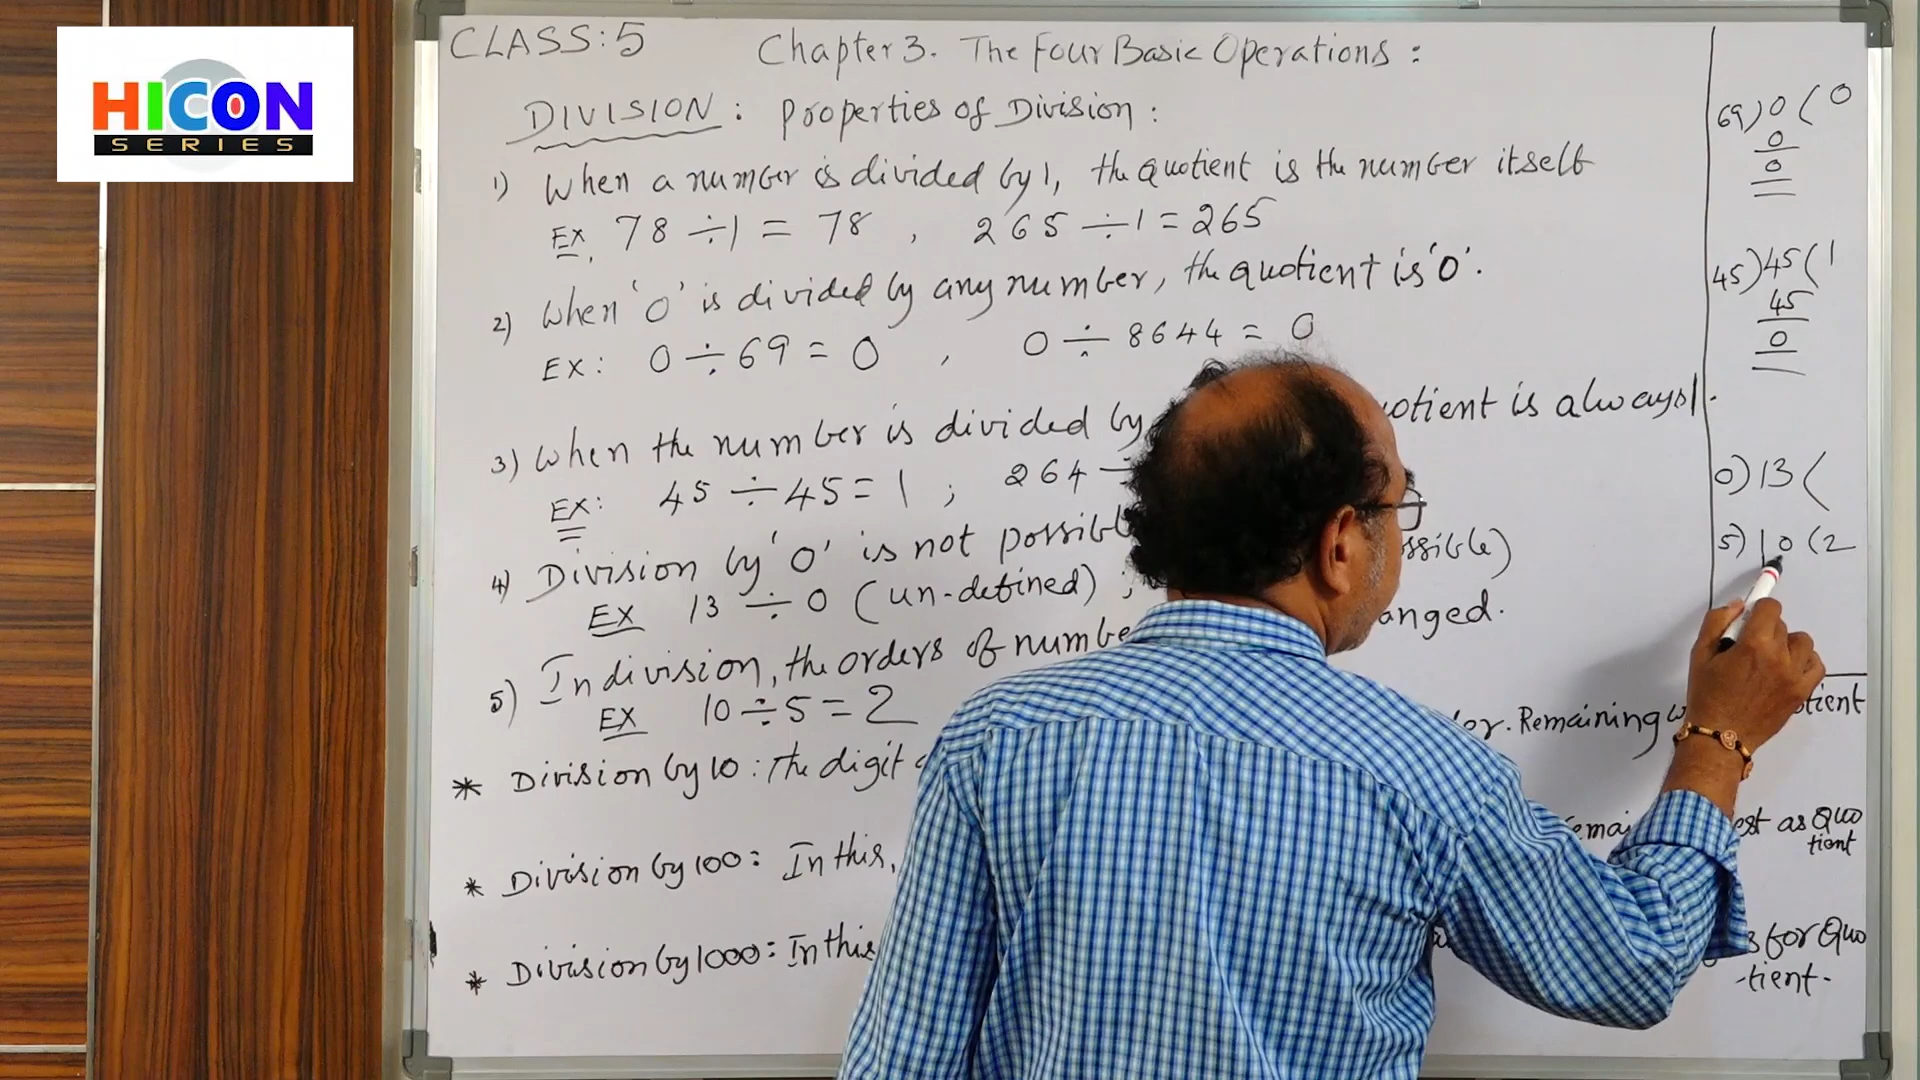 HICON
SERIES
CLASS: 5 Chapter 3. The Four Basic Operations:
DIVISION: Properties of Division:
1) When a number is divided by 1, the quotient is the number itself
EX. 78 ÷ 1 = 78 , 265 ÷ 1 = 265
2) When '0' is divided by any number, the quotient is '0'.
EX: 0 ÷ 69 = 0 , 0 ÷ 8644 = 0
3) When the number is divided by is always 1.
EX: 45 ÷ 45 = 1 ; 264 ÷
4) Division by '0' is not
EX 13 ÷ 0 (un-defined) ;
5) In division, the orders of
EX 10 ÷ 5 = 2
* Division by 10: The digit Remaining
* Division by 100: In this, as Quo
tient
* Division by 1000: In this for Quo
-tient-
69) 0 ( 0
0
0
45) 45 ( 1
45
0
0) 13 (
5) 10 ( 2